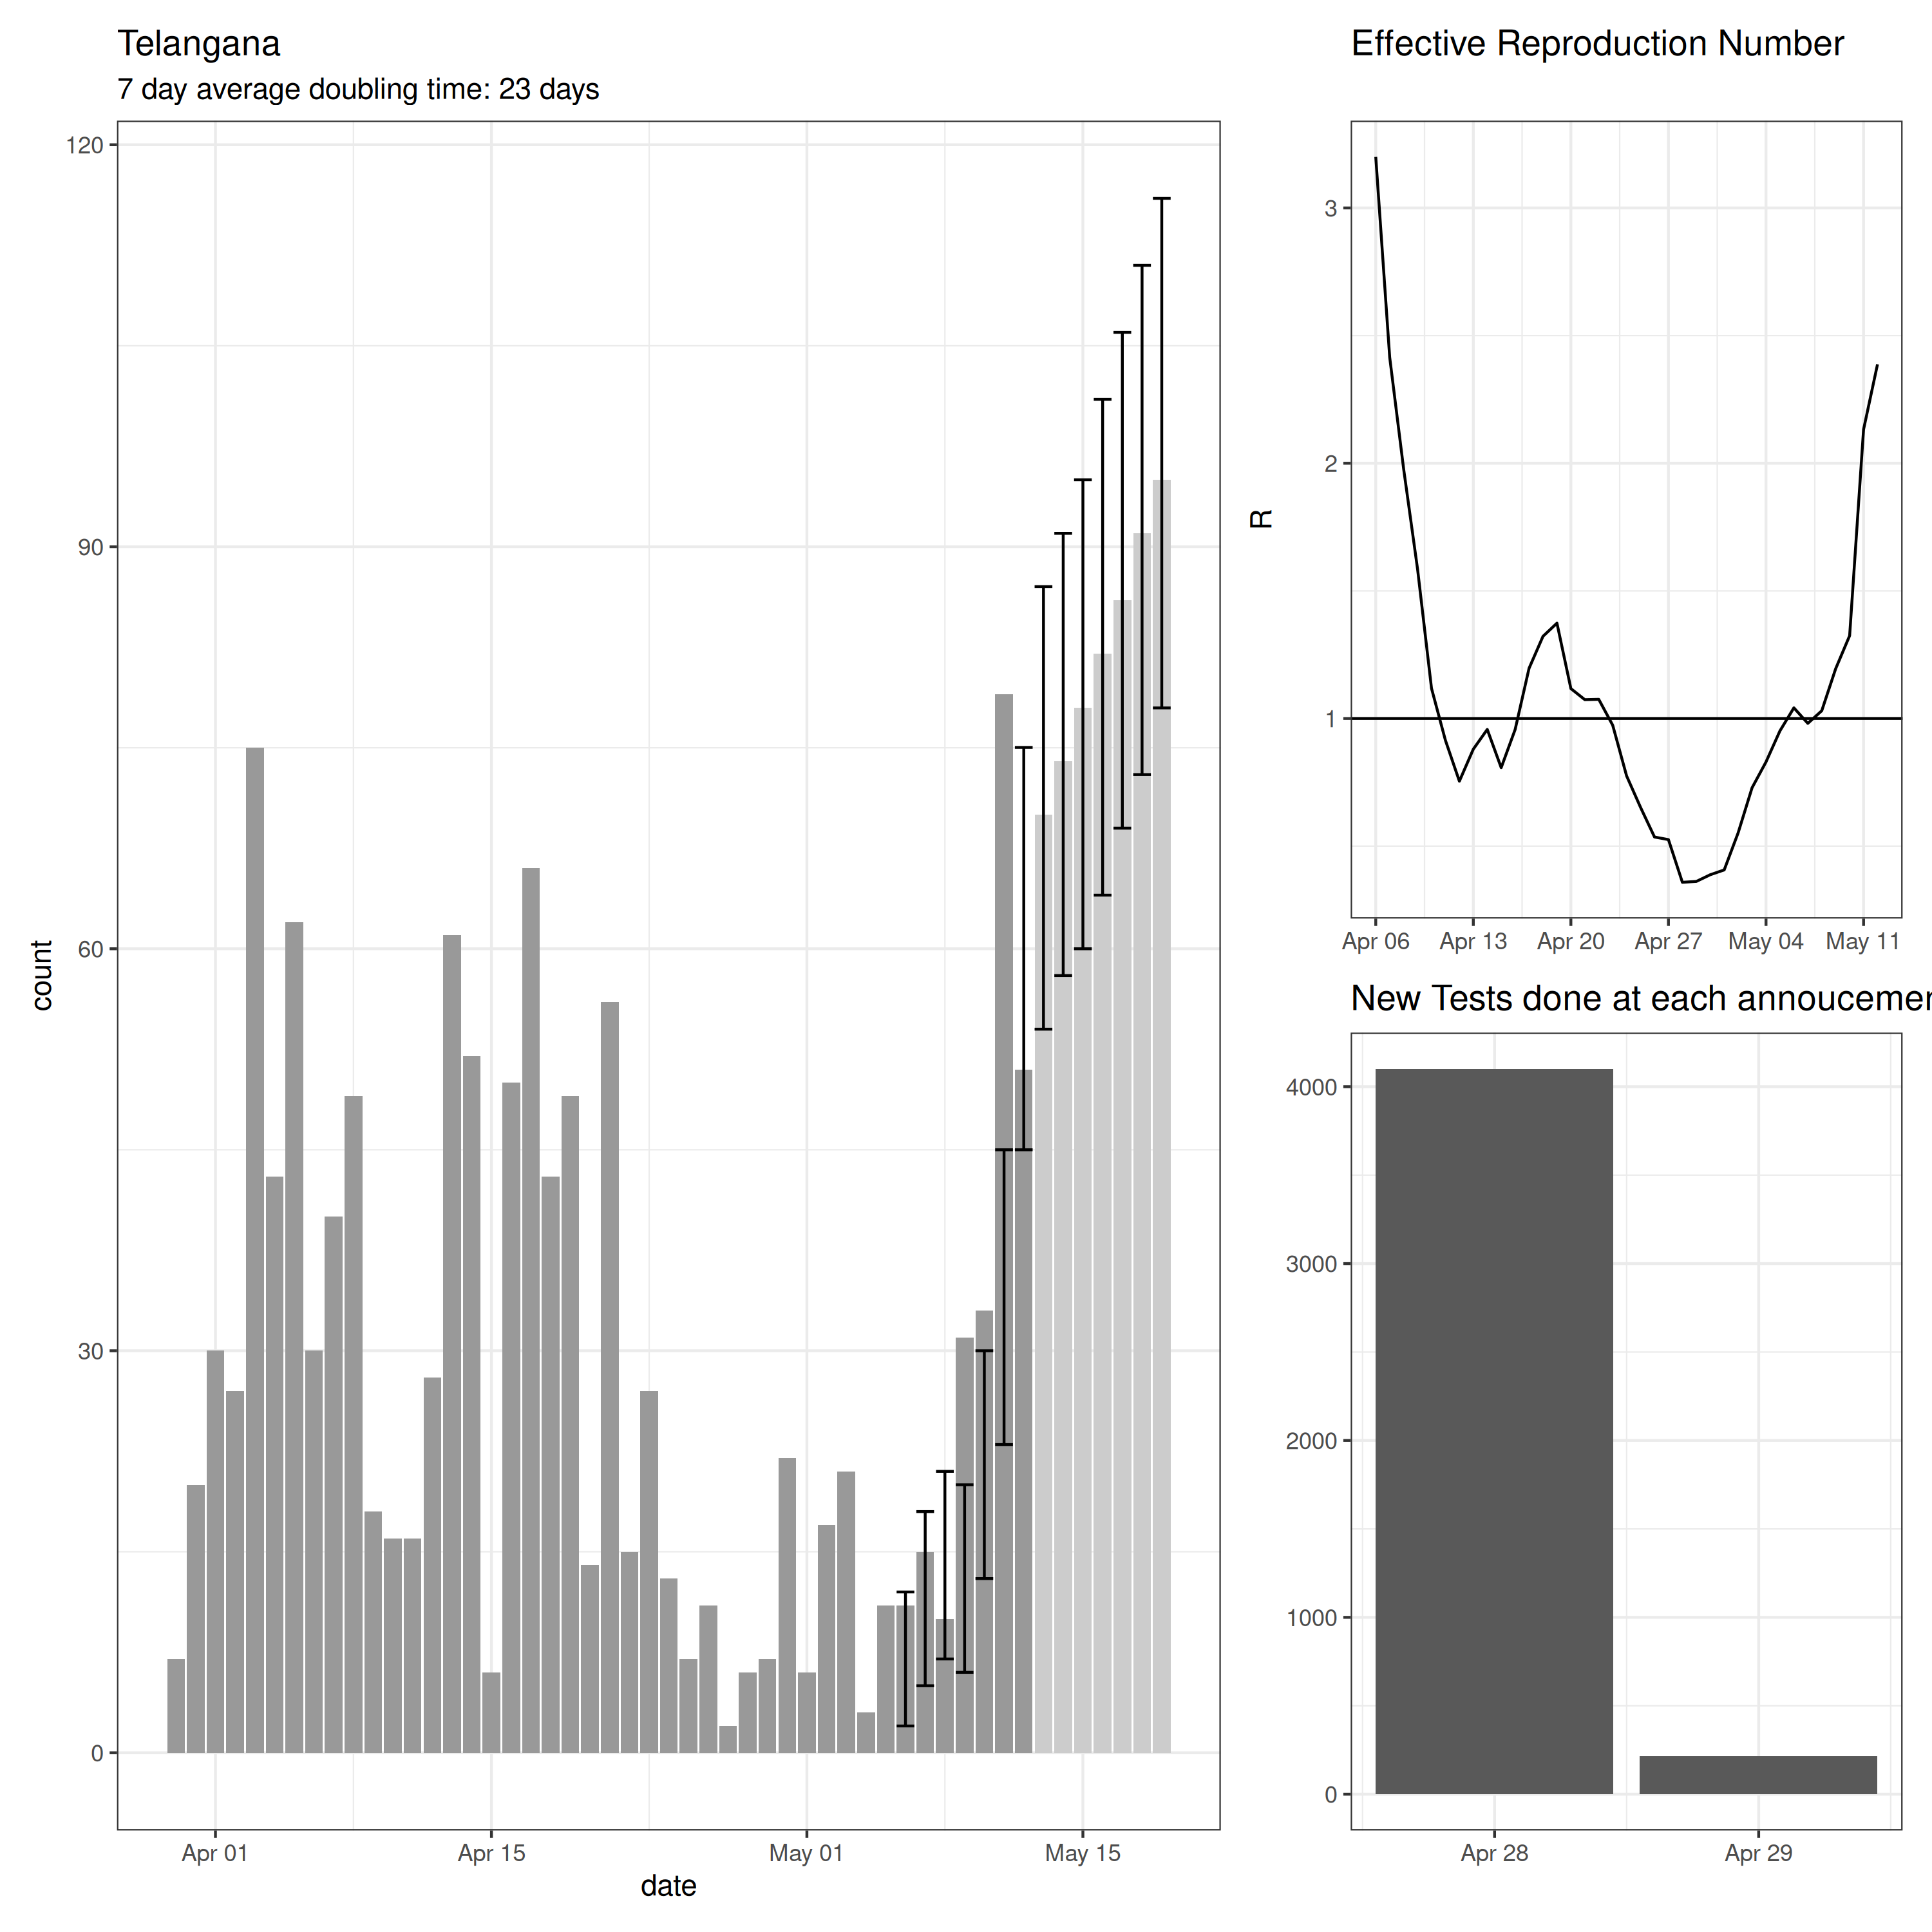 Telangana
7 day average doubling time: 23 days
120
90
60
30
0
count
Apr 01
Apr 15
May 01
May 15
date
Effective Reproduction Number
3
2
1
R
Apr 06
Apr 13
Apr 20
Apr 27
May 04
May 11
New Tests done at each annoucemen
4000
3000
2000
1000
0
Apr 28
Apr 29